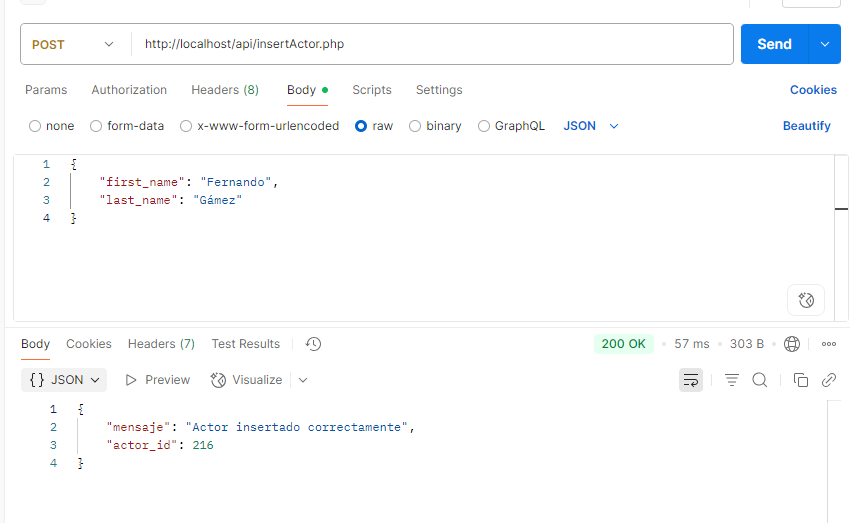 POST http://localhost/api/insertActor.php Send
Params Authorization Headers (8) Body Scripts Settings Cookies
none form-data x-www-form-urlencoded raw binary GraphQL JSON Beautify
1 {
2 "first_name": "Fernando",
3 "last_name": "Gámez"
4 }
Body Cookies Headers (7) Test Results 200 OK 57 ms 303 B
{} JSON Preview Visualize
1 {
2 "mensaje": "Actor insertado correctamente",
3 "actor_id": 216
4 }